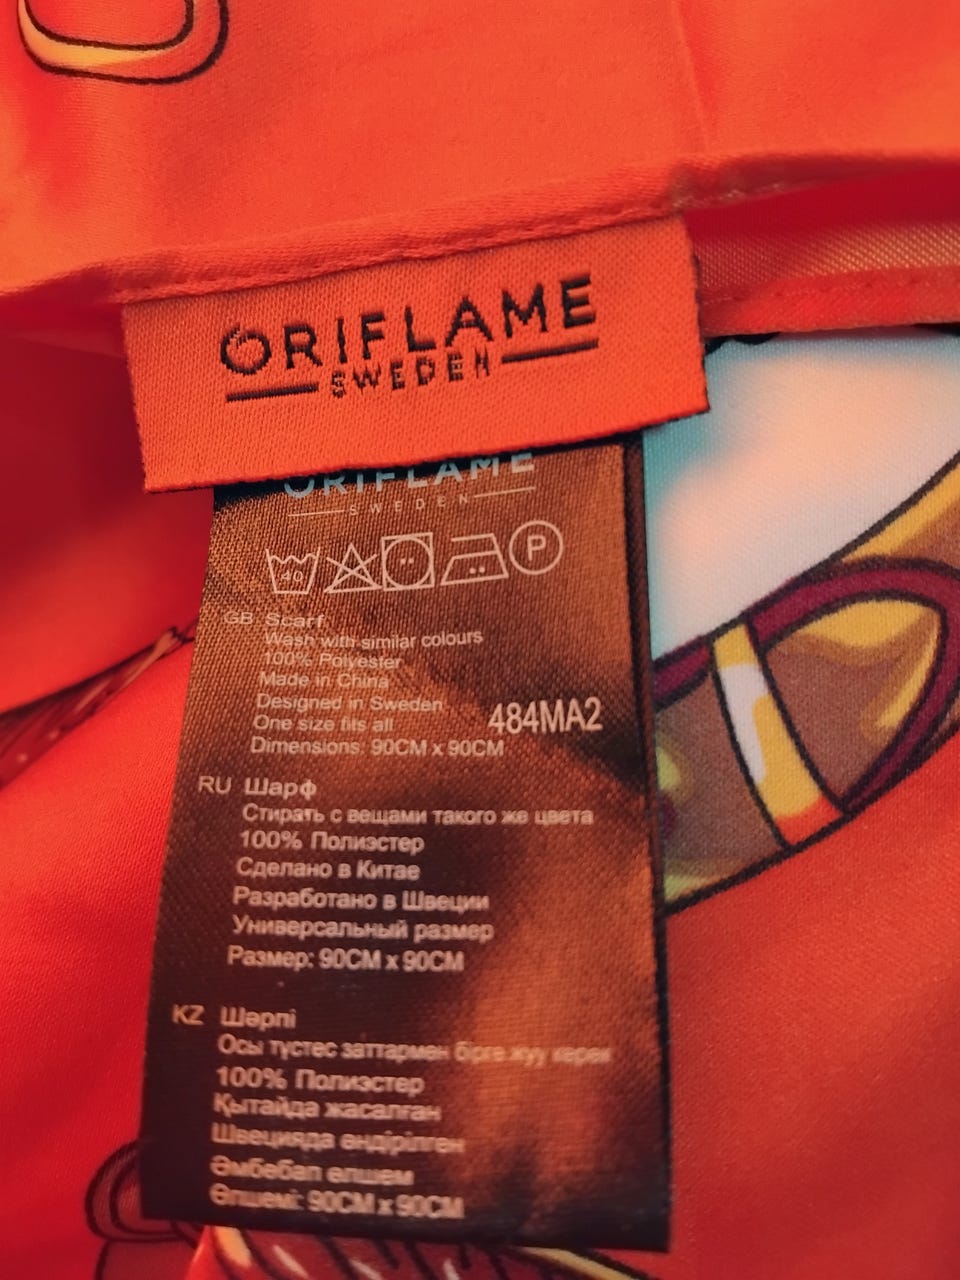 ORIFLAME
SWEDEN
ORIFLAME
SWEDEN
40 P
GB Scarf
Wash with similar colours
100% Polyester
Made in China
Designed in Sweden
One size fits all
484MA2
Dimensions: 90CM x 90CM
RU Шарф
Стирать с вещами такого же цвета
100% Полиэстер
Сделано в Китае
Разработано в Швеции
Универсальный размер
Размер: 90CM x 90CM
KZ Шәрпі
Осы түстес заттармен бірге жуу керек
100% Полиэстер
Қытайда жасалған
Швецияда өндірілген
Әмбебап өлшем
Өлшемі: 90CM x 90CM